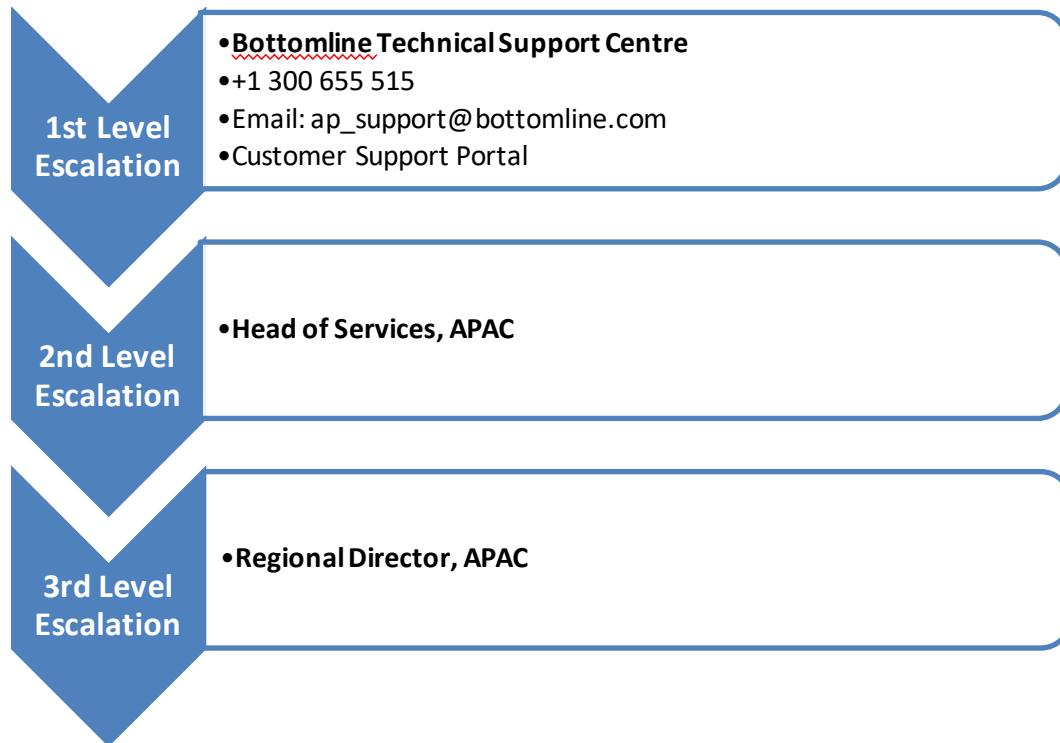 1st Level
Escalation
•Bottomline Technical Support Centre
•+1 300 655 515
•Email: ap_support@bottomline.com
•Customer Support Portal
2nd Level
Escalation
•Head of Services, APAC
3rd Level
Escalation
•Regional Director, APAC